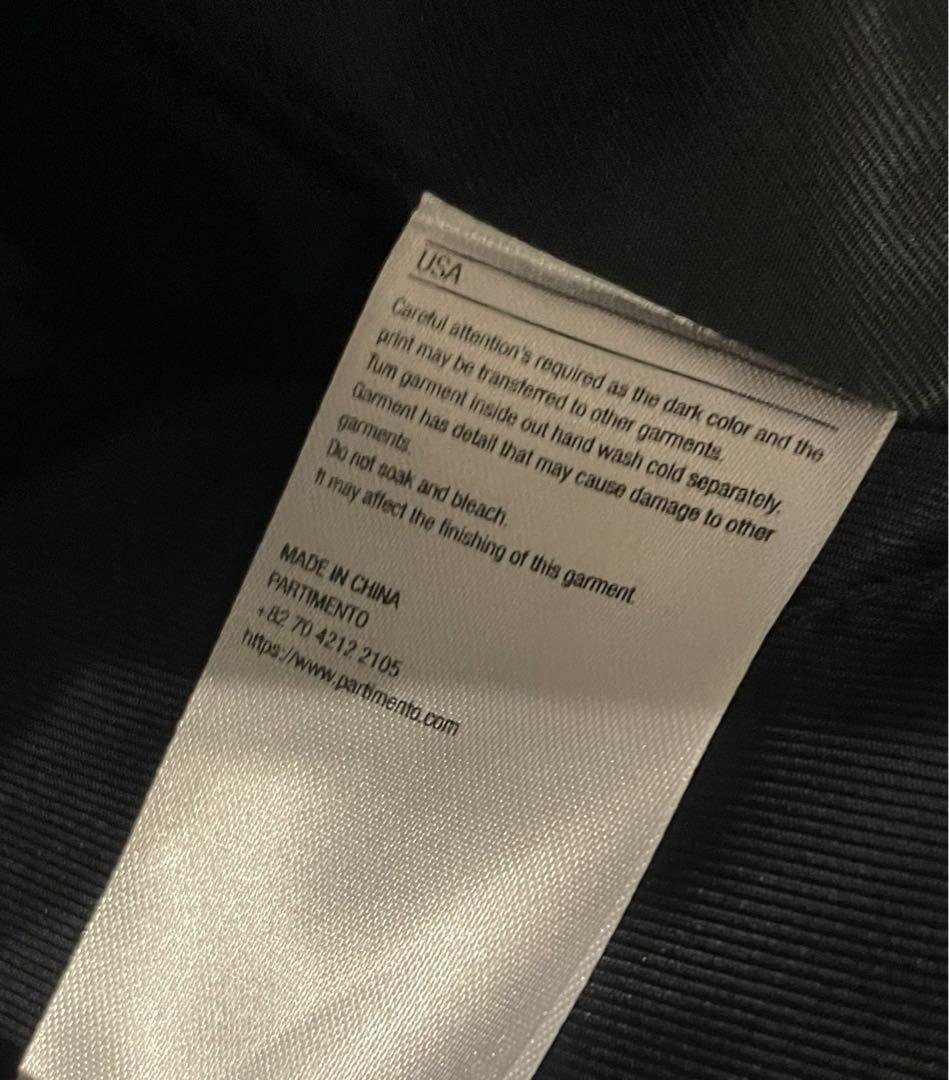 USA
Careful attention's required as the dark color and the
print may be transferred to other garments.
Turn garment inside out hand wash cold separately.
Garment has detail that may cause damage to other
garments.
Do not soak and bleach.
It may affect the finishing of this garment.
MADE IN CHINA
PARTIMENTO
+82 70 4212 2105
https://www.partimento.com